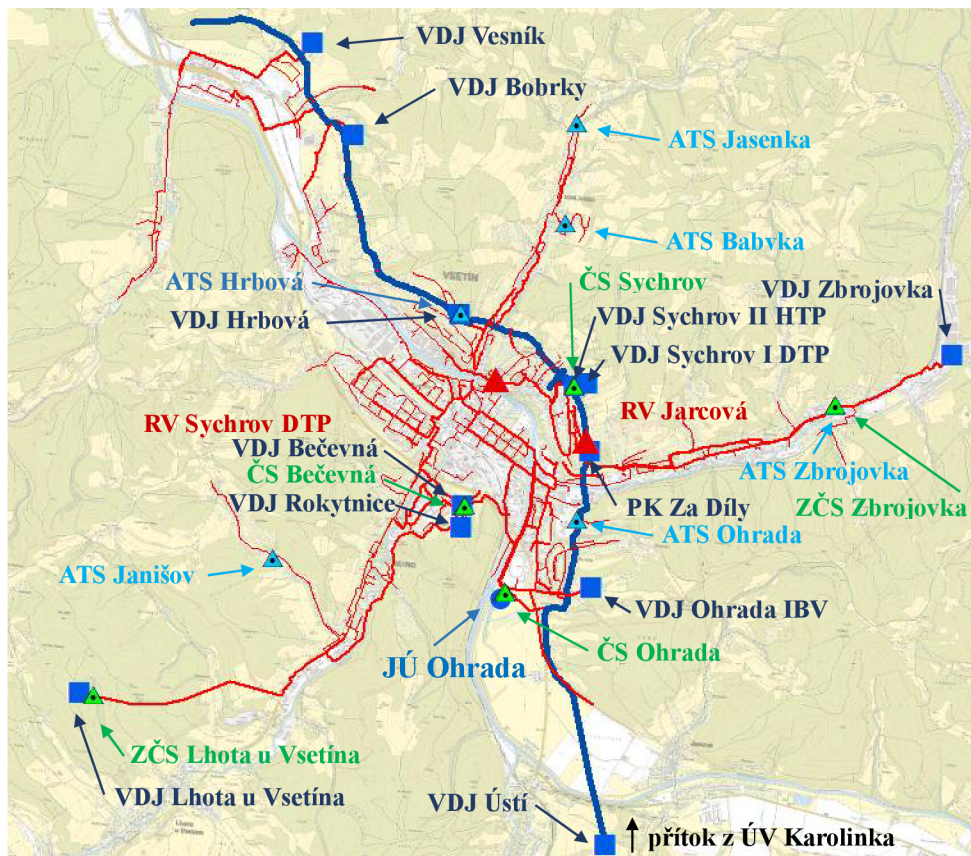 VDJ Vesník
VDJ Bobrky
ATS Jasenka
ATS Babvka
ČS Sychrov
VDJ Zbrojovka
ATS Hrbová
VDJ Hrbová
VSETÍN
VDJ Sychrov II HTP
VDJ Sychrov I DTP
RV Sychrov DTP
RV Jarcová
VDJ Bečevná
ČS Bečevná
VDJ Rokytnice
ATS Zbrojovka
PK Za Díly
ZČS Zbrojovka
ATS Ohrada
ATS Janišov
VDJ Ohrada IBV
JÚ Ohrada
ČS Ohrada
ZČS Lhota u Vsetína
VDJ Lhota u Vsetína
VDJ Ústí
přítok z ÚV Karolinka